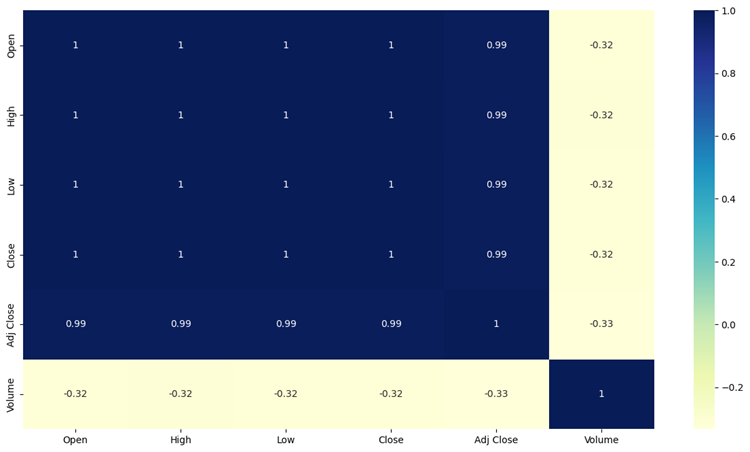 Open 1 1 1 1 0.99 -0.32
High 1 1 1 1 0.99 -0.32
Low 1 1 1 1 0.99 -0.32
Close 1 1 1 1 0.99 -0.32
Adj Close 0.99 0.99 0.99 0.99 1 -0.33
Volume -0.32 -0.32 -0.32 -0.32 -0.33 1
Open High Low Close Adj Close Volume
1.0
0.8
0.6
0.4
0.2
0.0
−0.2